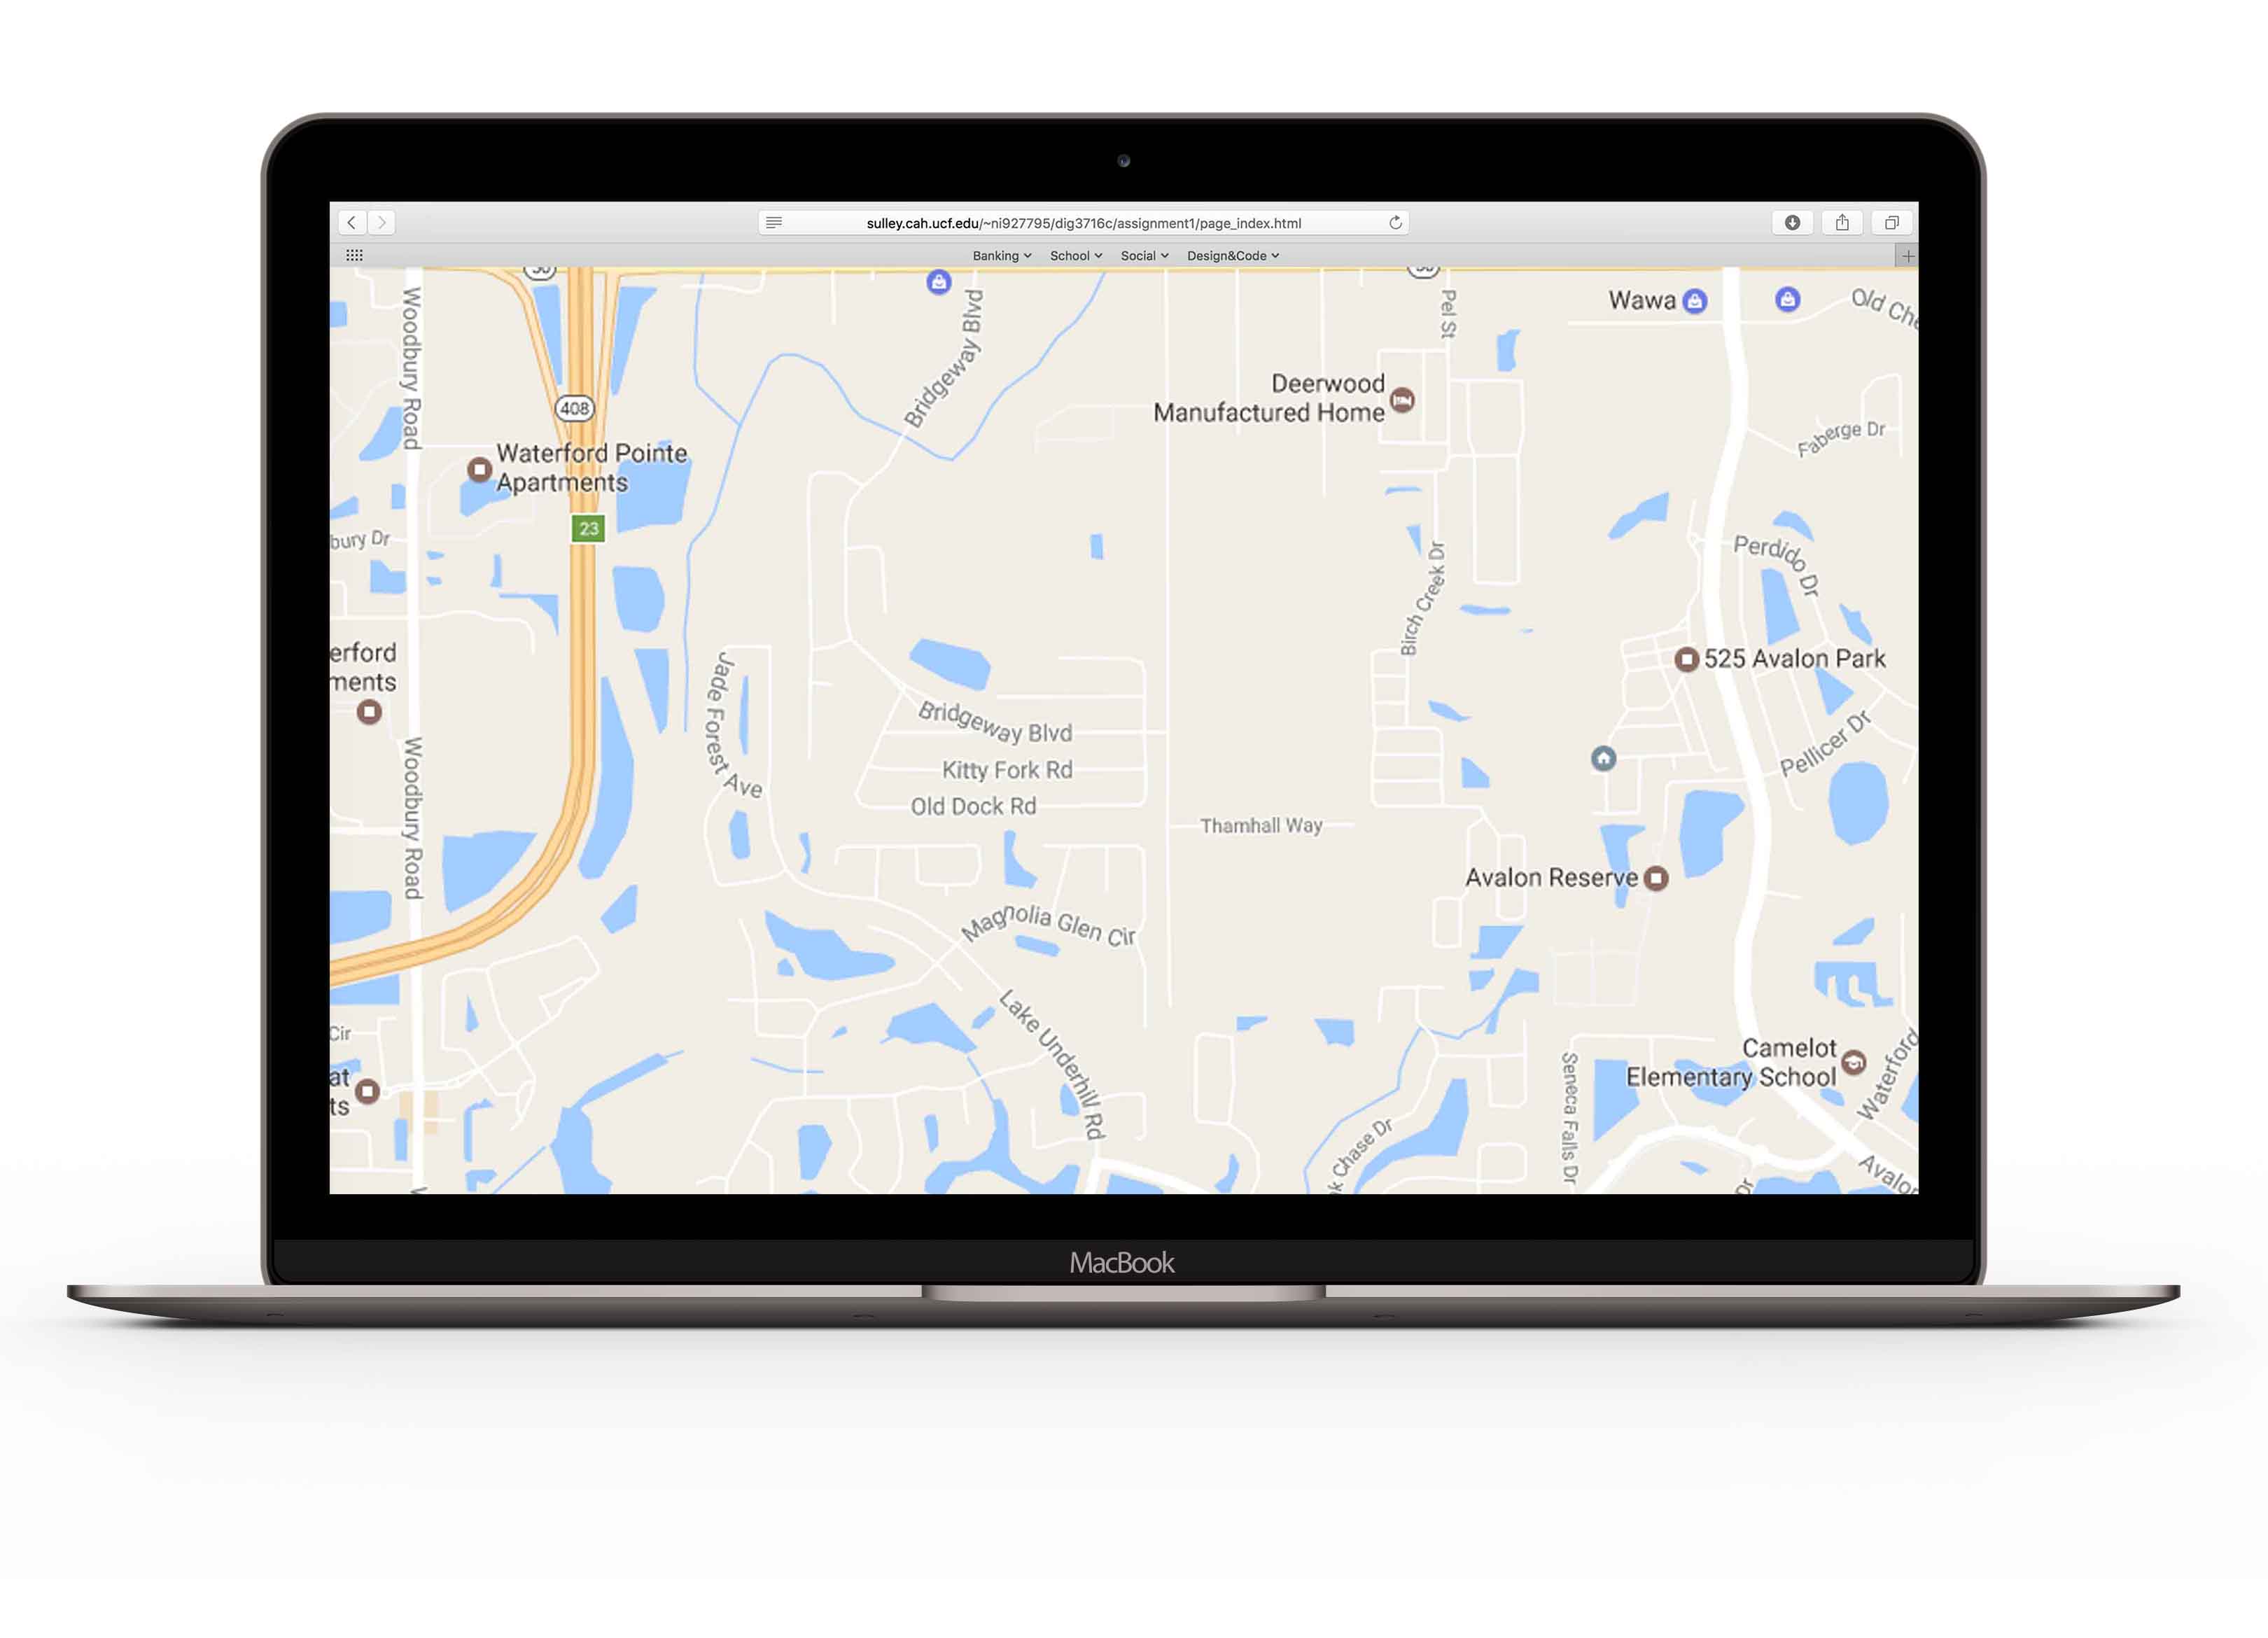 sulley.cah.ucf.edu/~ni927795/dig3716c/assignment1/page_index.html
Banking
School
Social
Design&Code
Woodbury Road
408
Waterford Pointe
Apartments
23
bury Dr
erford
ments
Woodbury Road
Cir
at
ts
Bridgeway Blvd
Jade Forest Ave
Bridgeway Blvd
Kitty Fork Rd
Old Dock Rd
Magnolia Glen Cir
Lake Underhill Rd
Pel St
Deerwood
Manufactured Home
Birch Creek Dr
Thamhall Way
Wawa
Old Che
Faberge Dr
Perdido Dr
525 Avalon Park
Pellicer Dr
Avalon Reserve
Camelot
Elementary School
Waterford
Seneca Falls Dr
k Chase Dr
Dr
Avalon
MacBook